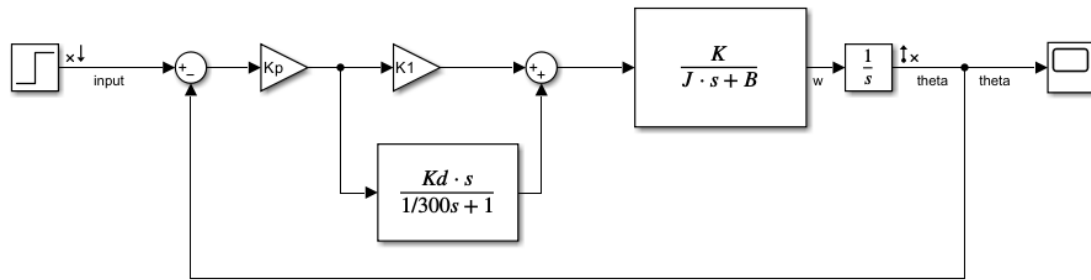 input
+
−
Kp
K1
+
+
K
J · s + B
w
1
s
theta
theta
Kd · s
1/300s + 1